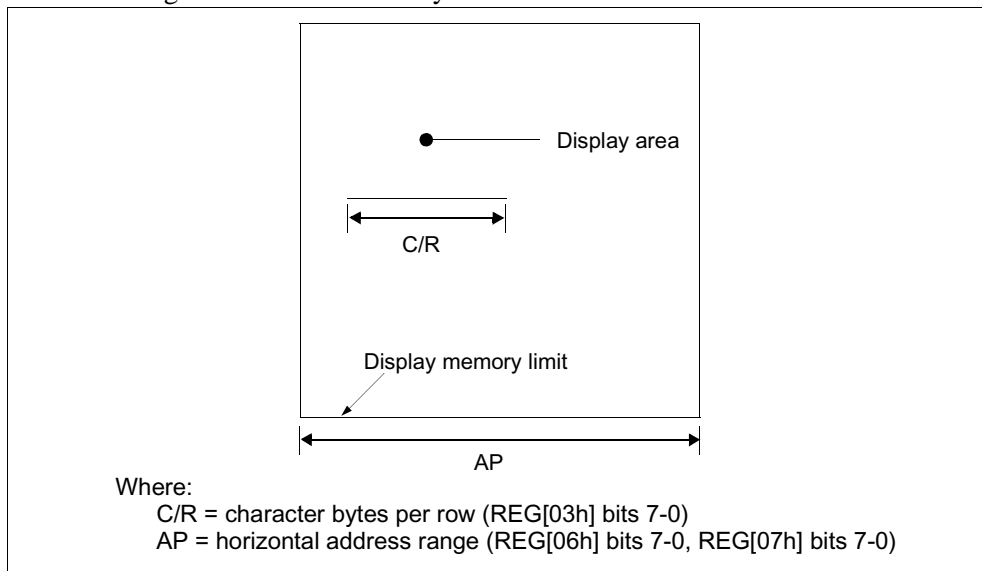 Display area
C/R
Display memory limit
AP
Where:
C/R = character bytes per row (REG[03h] bits 7-0)
AP = horizontal address range (REG[06h] bits 7-0, REG[07h] bits 7-0)